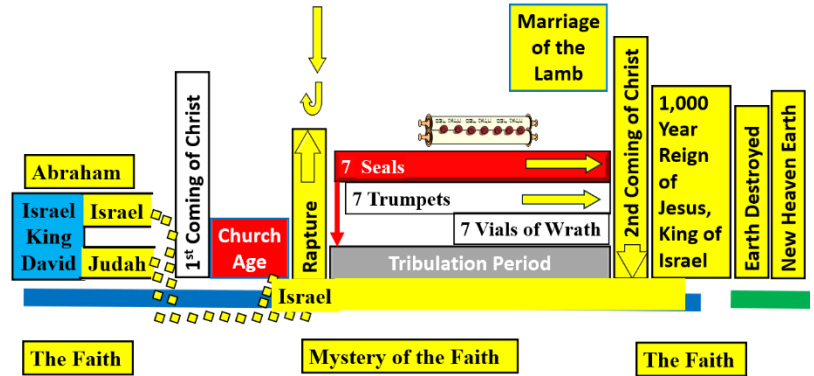 Marriage
of the
Lamb
Abraham
Israel
King
David
Israel
Judah
1st Coming of Christ
Church
Age
Rapture
7 Seals
7 Trumpets
7 Vials of Wrath
Tribulation Period
2nd Coming of Christ
1,000
Year
Reign
of
Jesus,
King of
Israel
Earth Destroyed
New Heaven Earth
Israel
The Faith
Mystery of the Faith
The Faith